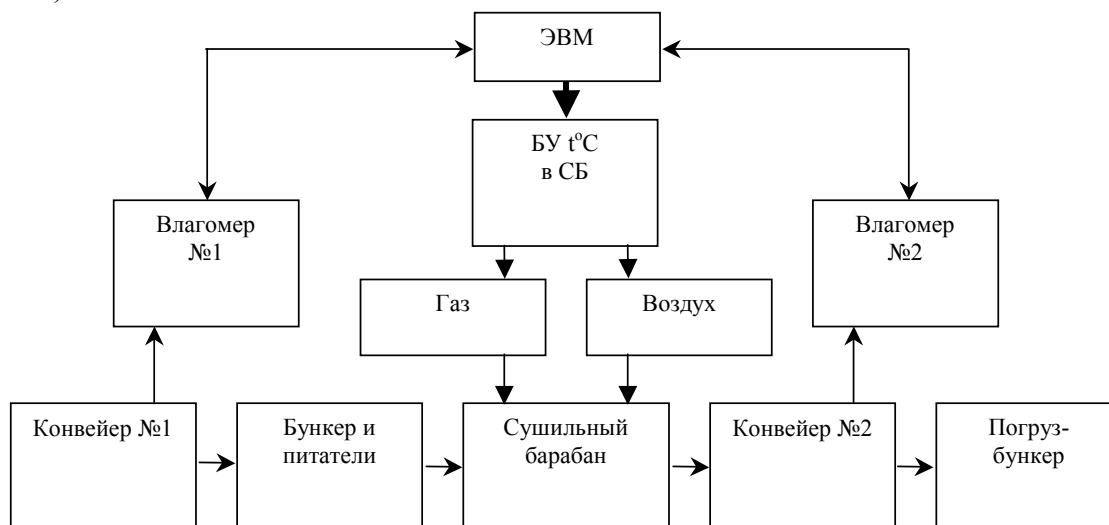 ЭВМ
БУ t°C
в СБ
Влагомер
№1
Влагомер
№2
Газ
Воздух
Конвейер №1
Бункер и
питатели
Сушильный
барабан
Конвейер №2
Погруз-
бункер